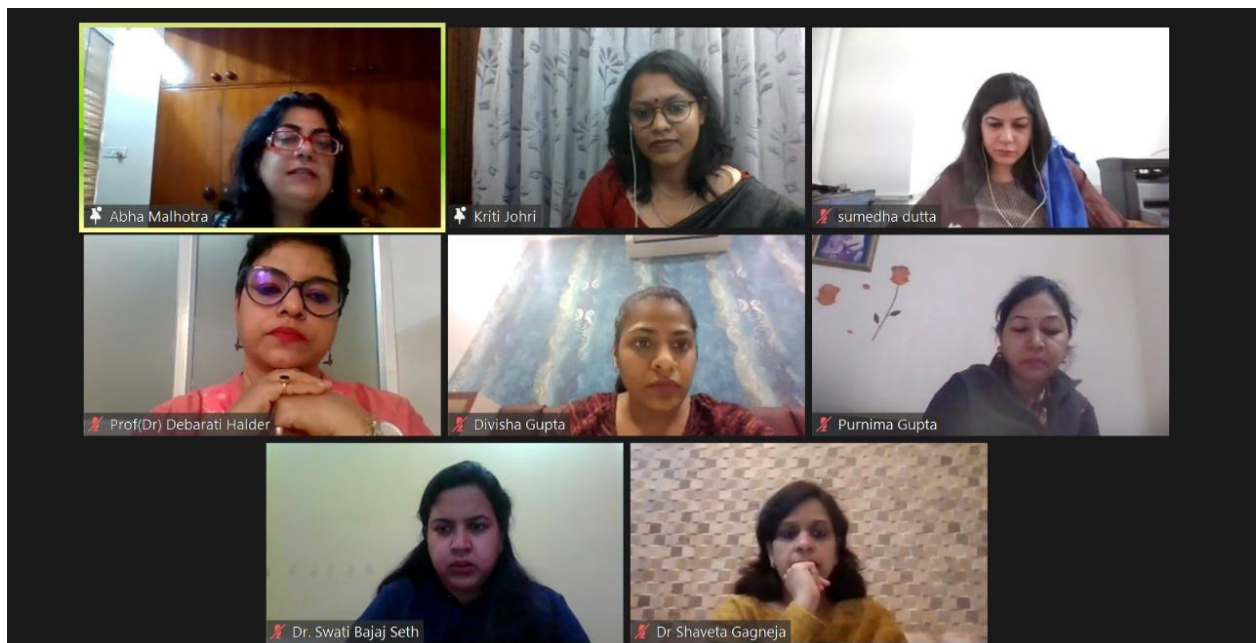 Abha Malhotra
Kriti Johri
sumedha dutta
Prof(Dr) Debarati Halder
Divisha Gupta
Purnima Gupta
Dr. Swati Bajaj Seth
Dr Shaveta Gagneja